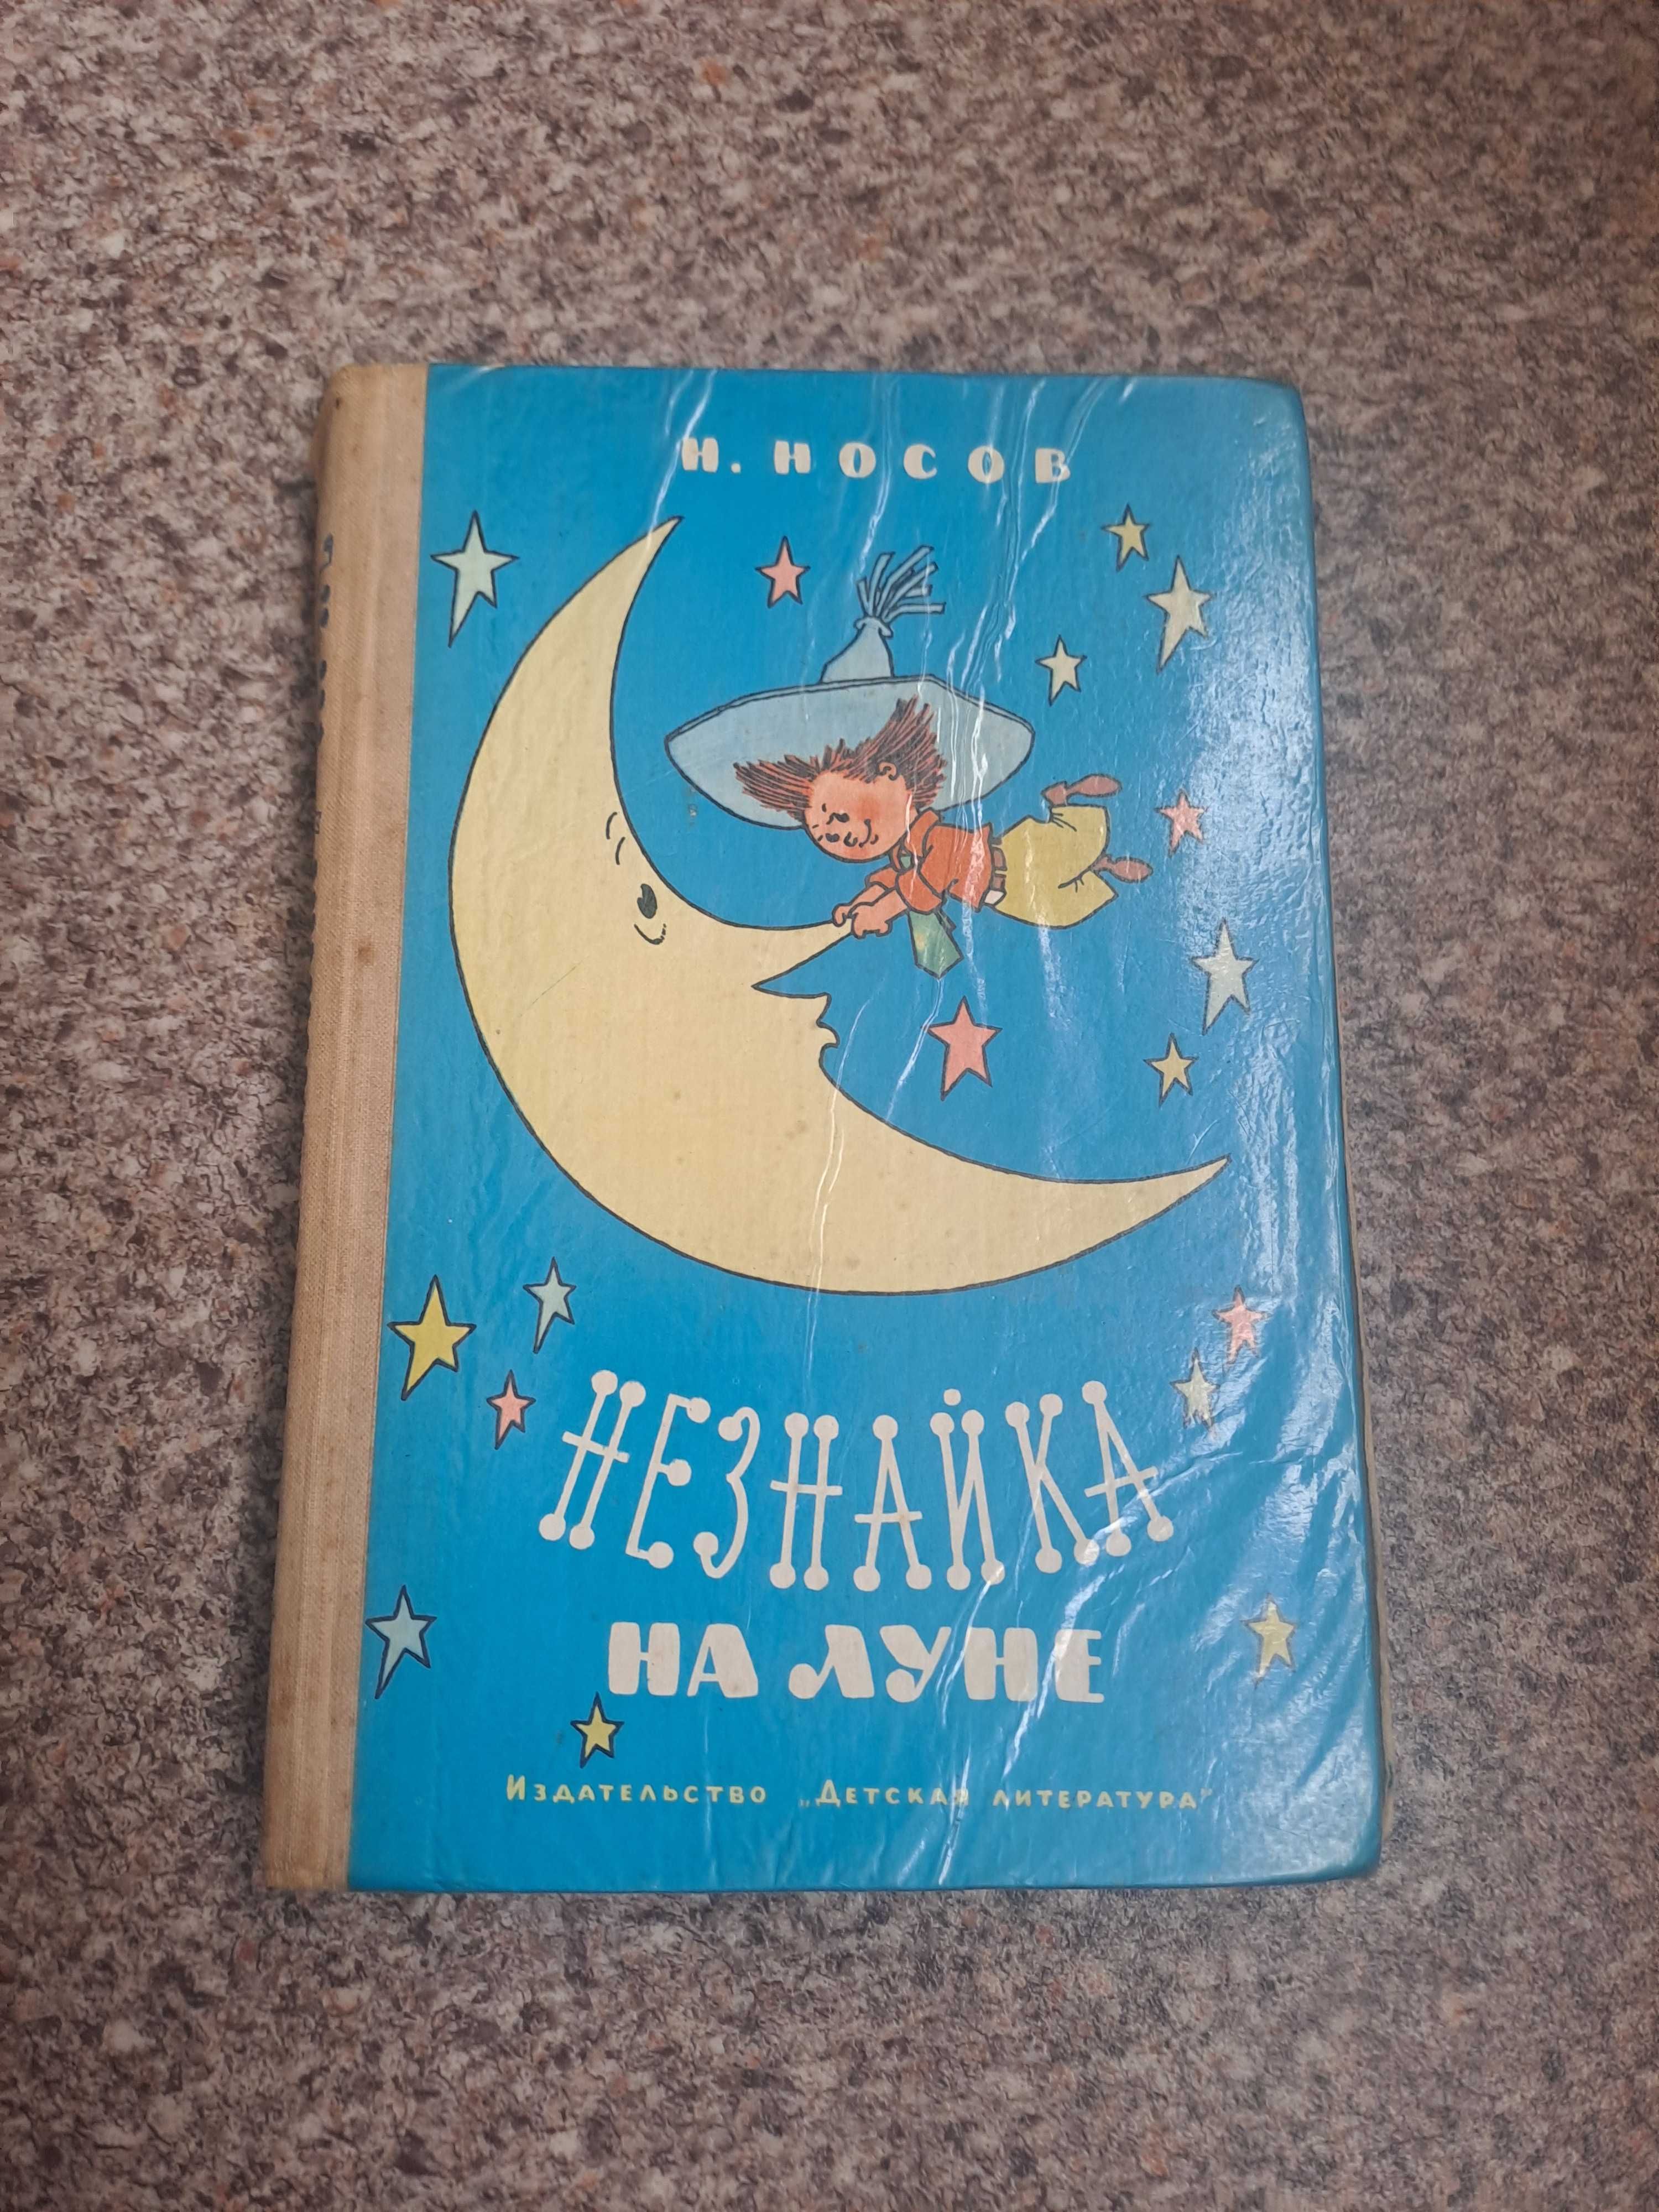 Н. НОСОВ
НЕЗНАЙКА
НА ЛУНЕ
Издательство „Детская литература"